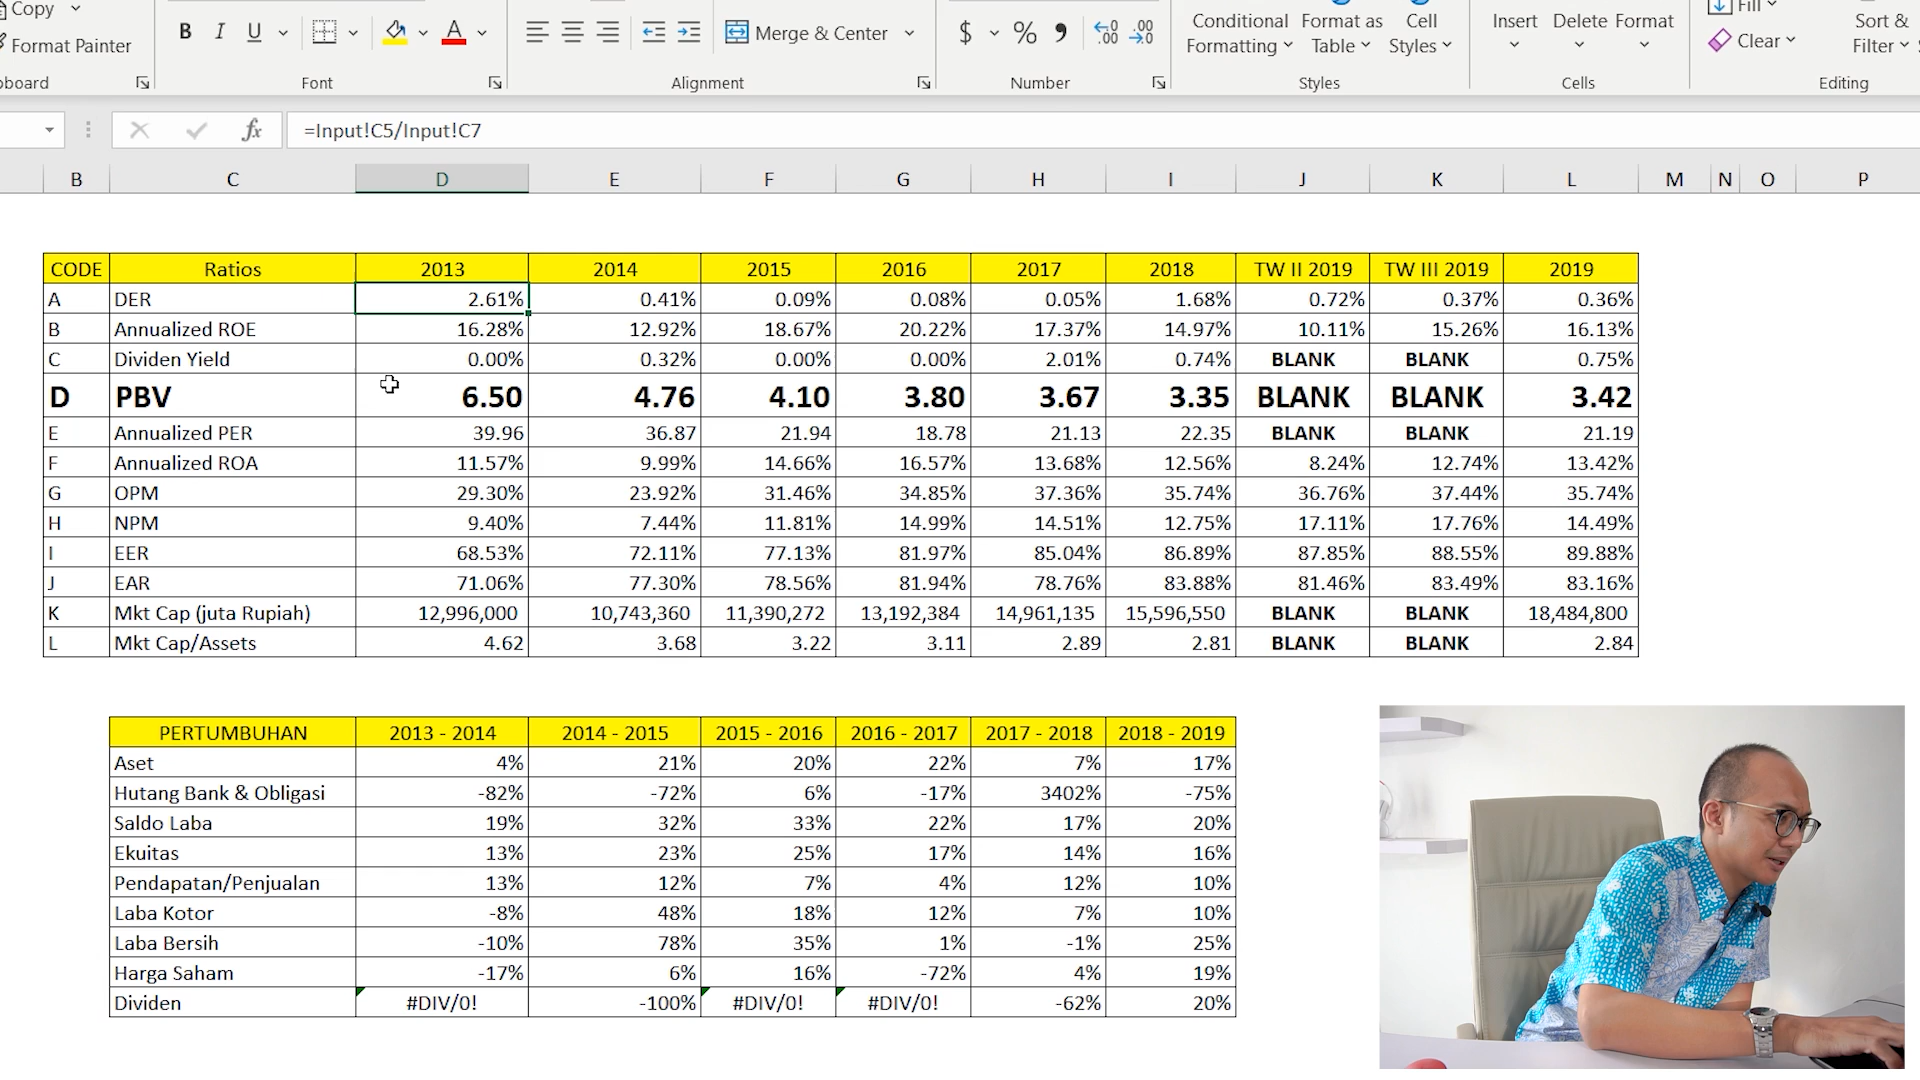 Copy
Format Painter
B I U A
Merge & Center
$ % 9 .00 .00
Conditional Formatting
Format as Table
Cell Styles
Insert Delete Format
Fill
Clear
Sort & Filter
board Font Alignment Number Styles Cells Editing
fx =Input!C5/Input!C7
B C D E F G H I J K L M N O P
CODE Ratios 2013 2014 2015 2016 2017 2018 TW II 2019 TW III 2019 2019
A DER 2.61% 0.41% 0.09% 0.08% 0.05% 1.68% 0.72% 0.37% 0.36%
B Annualized ROE 16.28% 12.92% 18.67% 20.22% 17.37% 14.97% 10.11% 15.26% 16.13%
C Dividen Yield 0.00% 0.32% 0.00% 0.00% 2.01% 0.74% BLANK BLANK 0.75%
D PBV 6.50 4.76 4.10 3.80 3.67 3.35 BLANK BLANK 3.42
E Annualized PER 39.96 36.87 21.94 18.78 21.13 22.35 BLANK BLANK 21.19
F Annualized ROA 11.57% 9.99% 14.66% 16.57% 13.68% 12.56% 8.24% 12.74% 13.42%
G OPM 29.30% 23.92% 31.46% 34.85% 37.36% 35.74% 36.76% 37.44% 35.74%
H NPM 9.40% 7.44% 11.81% 14.99% 14.51% 12.75% 17.11% 17.76% 14.49%
I EER 68.53% 72.11% 77.13% 81.97% 85.04% 86.89% 87.85% 88.55% 89.88%
J EAR 71.06% 77.30% 78.56% 81.94% 78.76% 83.88% 81.46% 83.49% 83.16%
K Mkt Cap (juta Rupiah) 12,996,000 10,743,360 11,390,272 13,192,384 14,961,135 15,596,550 BLANK BLANK 18,484,800
L Mkt Cap/Assets 4.62 3.68 3.22 3.11 2.89 2.81 BLANK BLANK 2.84
PERTUMBUHAN 2013 - 2014 2014 - 2015 2015 - 2016 2016 - 2017 2017 - 2018 2018 - 2019
Aset 4% 21% 20% 22% 7% 17%
Hutang Bank & Obligasi -82% -72% 6% -17% 3402% -75%
Saldo Laba 19% 32% 33% 22% 17% 20%
Ekuitas 13% 23% 25% 17% 14% 16%
Pendapatan/Penjualan 13% 12% 7% 4% 12% 10%
Laba Kotor -8% 48% 18% 12% 7% 10%
Laba Bersih -10% 78% 35% 1% -1% 25%
Harga Saham -17% 6% 16% -72% 4% 19%
Dividen #DIV/0! -100% #DIV/0! #DIV/0! -62% 20%